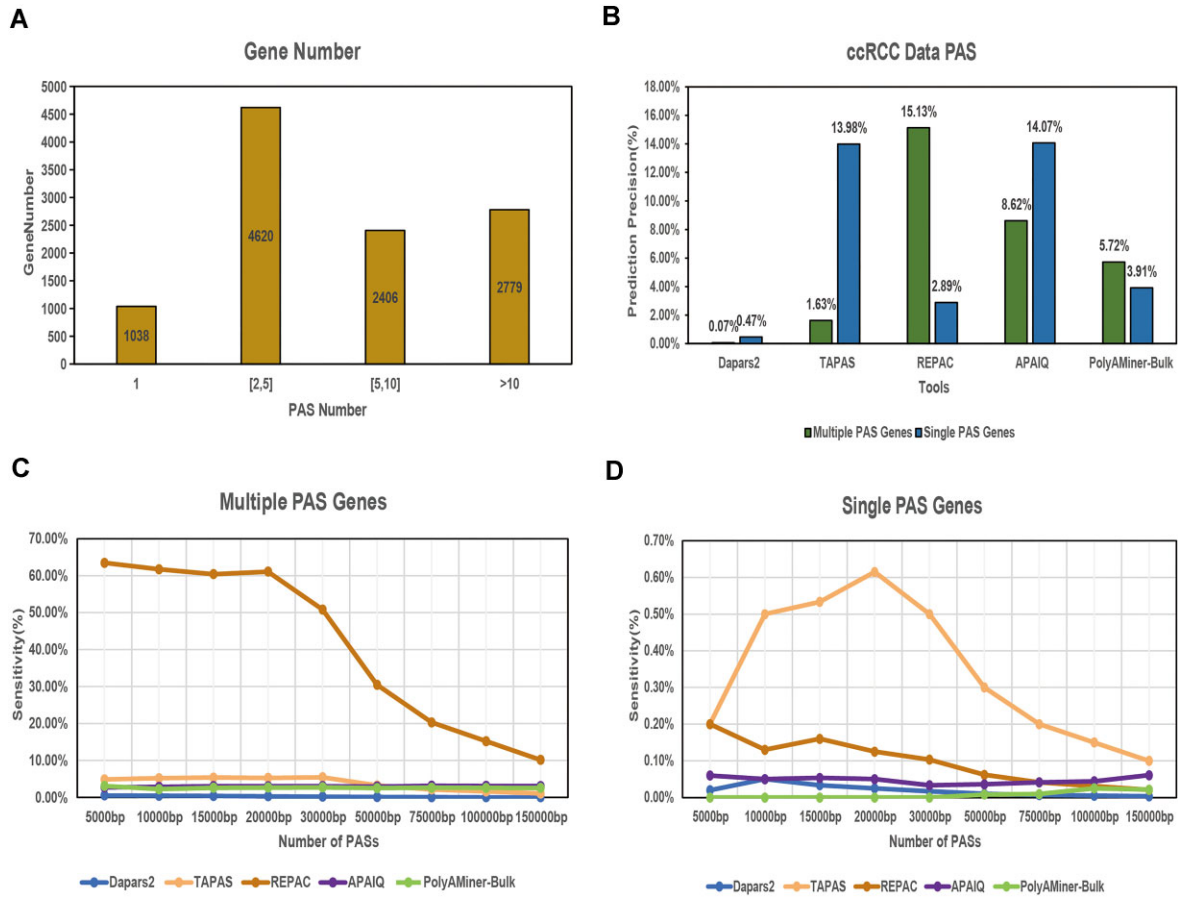 A
Gene Number
GeneNumber
5000
4500
4000
3500
3000
2500
2000
1500
1000
500
0
1038
4620
2406
2779
1 [2,5] [5,10] >10
PAS Number
B
ccRCC Data PAS
Prediction Precision(%)
18.00%
16.00%
14.00%
12.00%
10.00%
8.00%
6.00%
4.00%
2.00%
0.00%
0.07% 0.47%
1.63% 13.98%
15.13% 2.89%
8.62% 14.07%
5.72% 3.91%
Dapars2 TAPAS REPAC APAIQ PolyAMiner-Bulk
Tools
Multiple PAS Genes Single PAS Genes
C
Multiple PAS Genes
Sensitivity(%)
70.00%
60.00%
50.00%
40.00%
30.00%
20.00%
10.00%
0.00%
5000bp 10000bp 15000bp 20000bp 30000bp 50000bp 75000bp 100000bp 150000bp
Number of PASs
Dapars2 TAPAS REPAC APAIQ PolyAMiner-Bulk
D
Single PAS Genes
Sensitivity(%)
0.70%
0.60%
0.50%
0.40%
0.30%
0.20%
0.10%
0.00%
5000bp 10000bp 15000bp 20000bp 30000bp 50000bp 75000bp 100000bp 150000bp
Number of PASs
Dapars2 TAPAS REPAC APAIQ PolyAMiner-Bulk